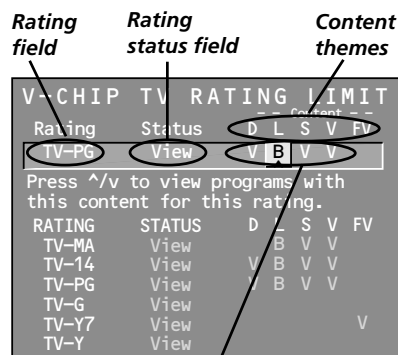 Rating field
Rating status field
Content themes
V-CHIP TV RATING LIMIT
- - Content - -
Rating Status D L S V FV
TV-PG View V B V V
Press ^/v to view programs with
this content for this rating.
RATING STATUS D L S V FV
TV-MA View B V V
TV-14 View V B V V
TV-PG View V B V V
TV-G View
TV-Y7 View V
TV-Y View